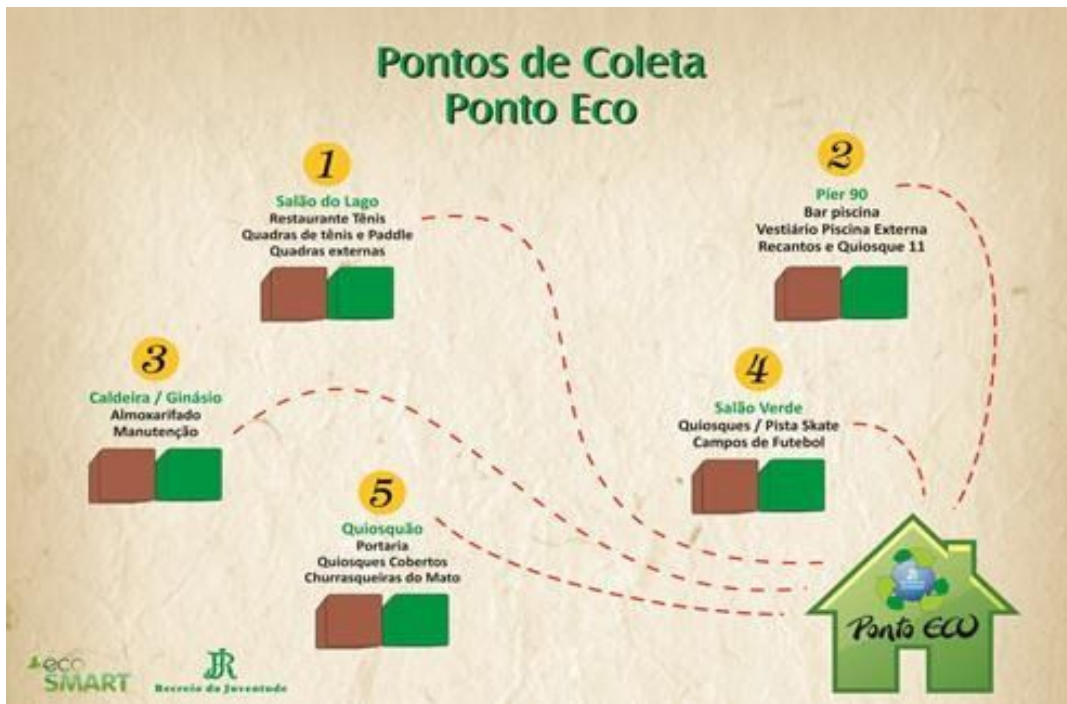 Pontos de Coleta
Ponto Eco
1
Salão do Lago
Restaurante Tênis
Quadras de tênis e Paddle
Quadras externas
2
Pier 90
Bar piscina
Vestiário Piscina Externa
Recantos e Quiosque 11
3
Caldeira / Ginásio
Almoxarifado
Manutenção
4
Salão Verde
Quiosques / Pista Skate
Campos de Futebol
5
Quiosquão
Portaria
Quiosques Cobertos
Churrasqueiras do Mato
Ponto ECO
eco
SMART
RJ
Recreio da Juventude